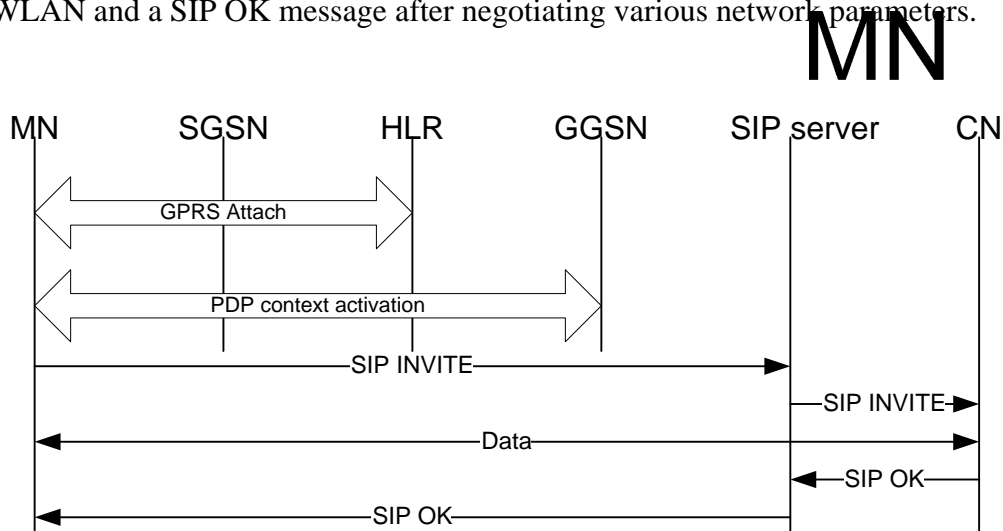 WLAN and a SIP OK message after negotiating various network parameters.
MN
MN SGSN HLR GGSN SIP server CN
GPRS Attach
PDP context activation
SIP INVITE
SIP INVITE
Data
SIP OK
SIP OK